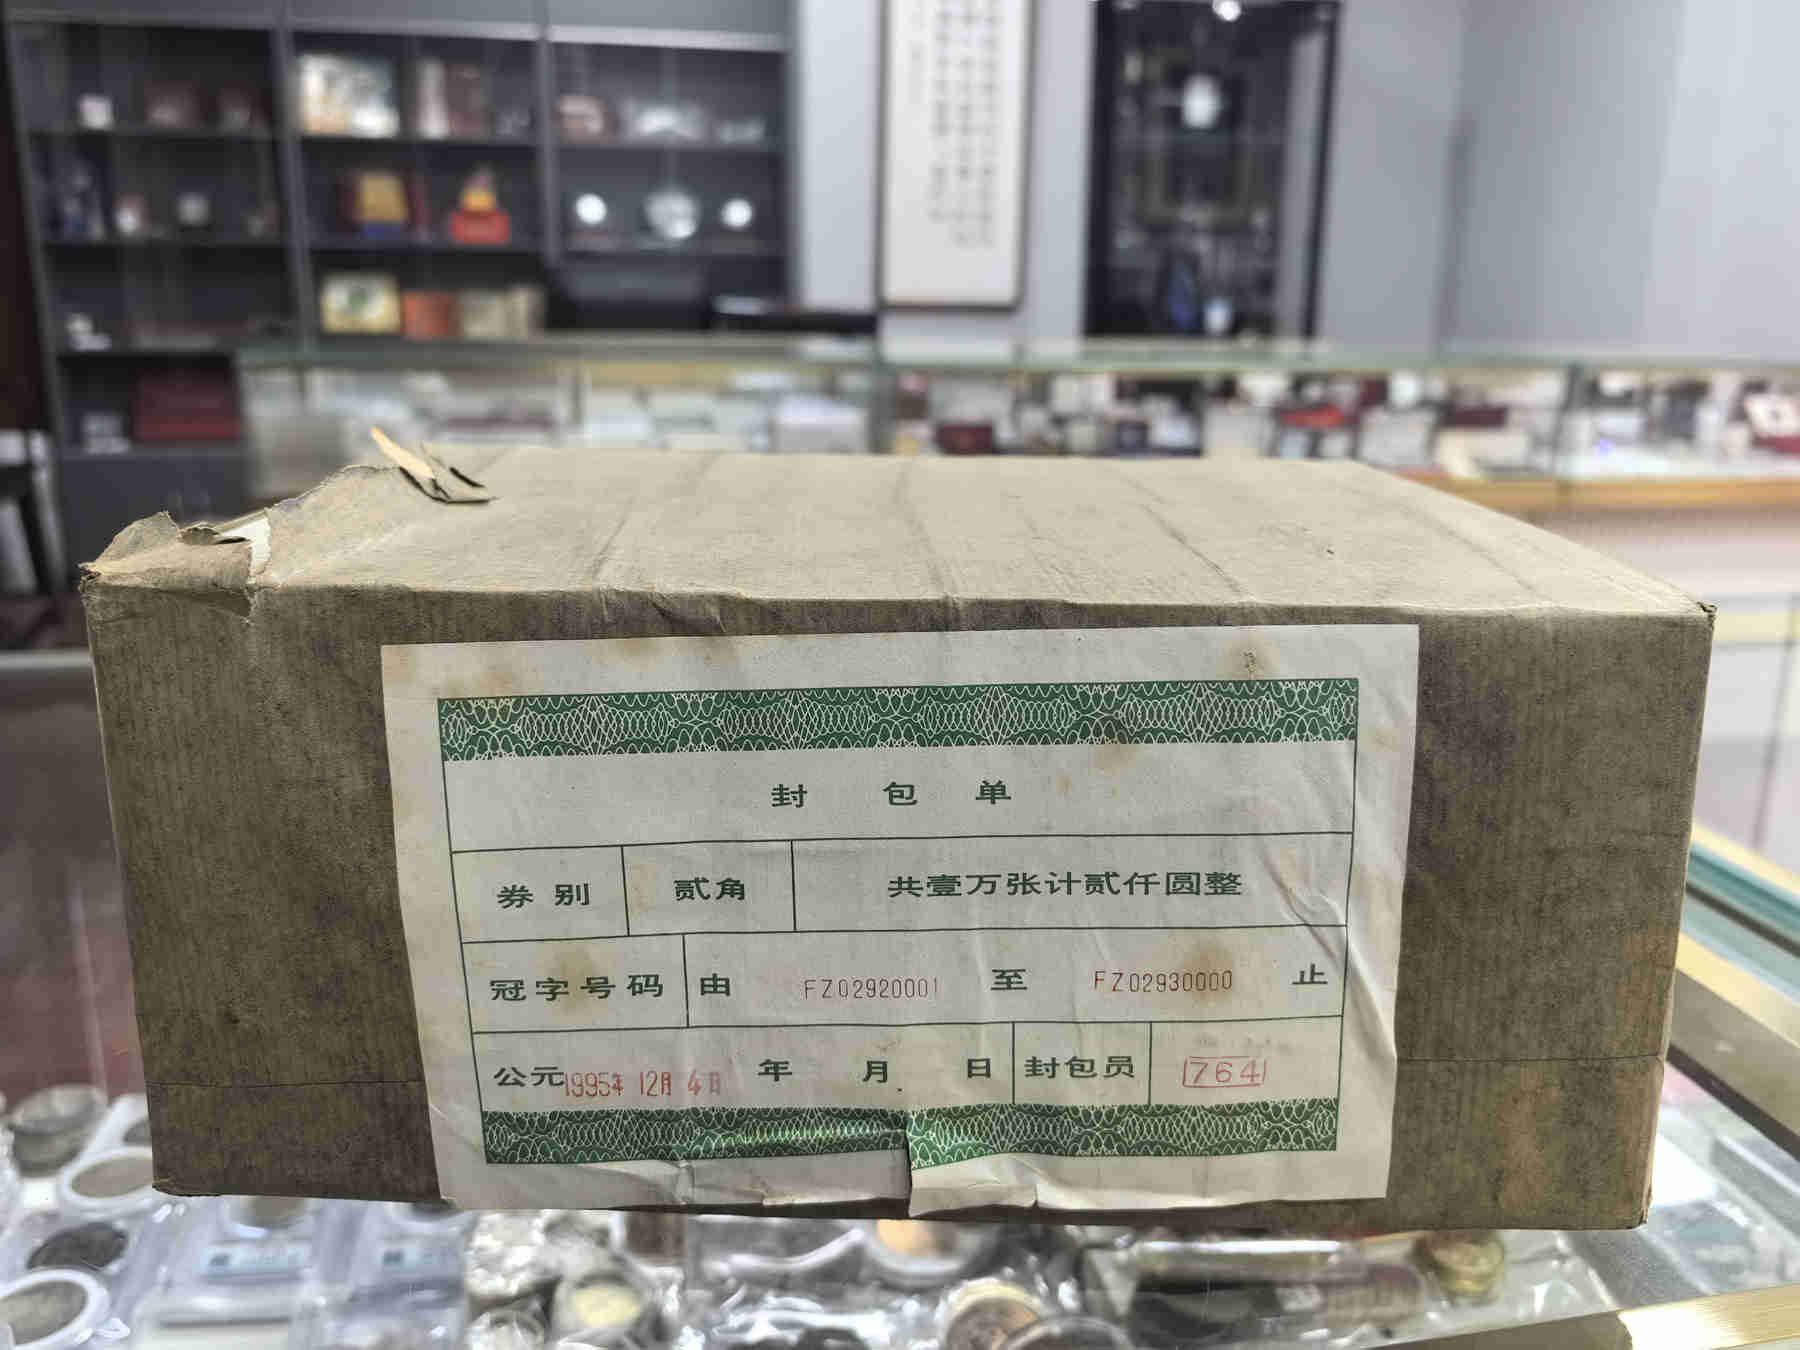 封包单
券别 贰角 共壹万张计贰仟圆整
冠字号码 由 FZ02920001 至 FZ02930000 止
公元1995年12月4日 年 月 日 封包员 764